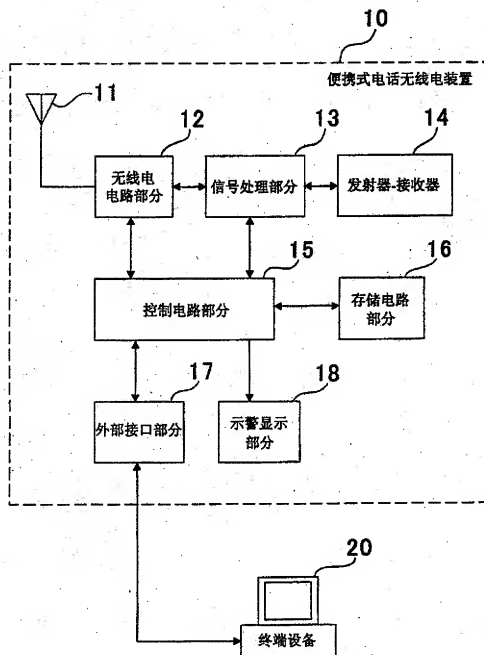 10
便携式电话无线电装置
11
12
13
14
无线电
电路部分
信号处理部分
发射器-接收器
15
16
控制电路部分
存储电路
部分
17
18
外部接口部分
示警显示
部分
20
终端设备